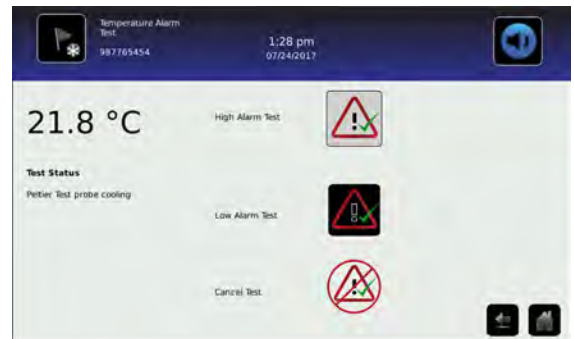 Temperature Alarm
Test
987765454
1:28 pm
07/24/2017
21.8 °C
High Alarm Test
Test Status
Peltier Test probe cooling
Low Alarm Test
Cancel Test